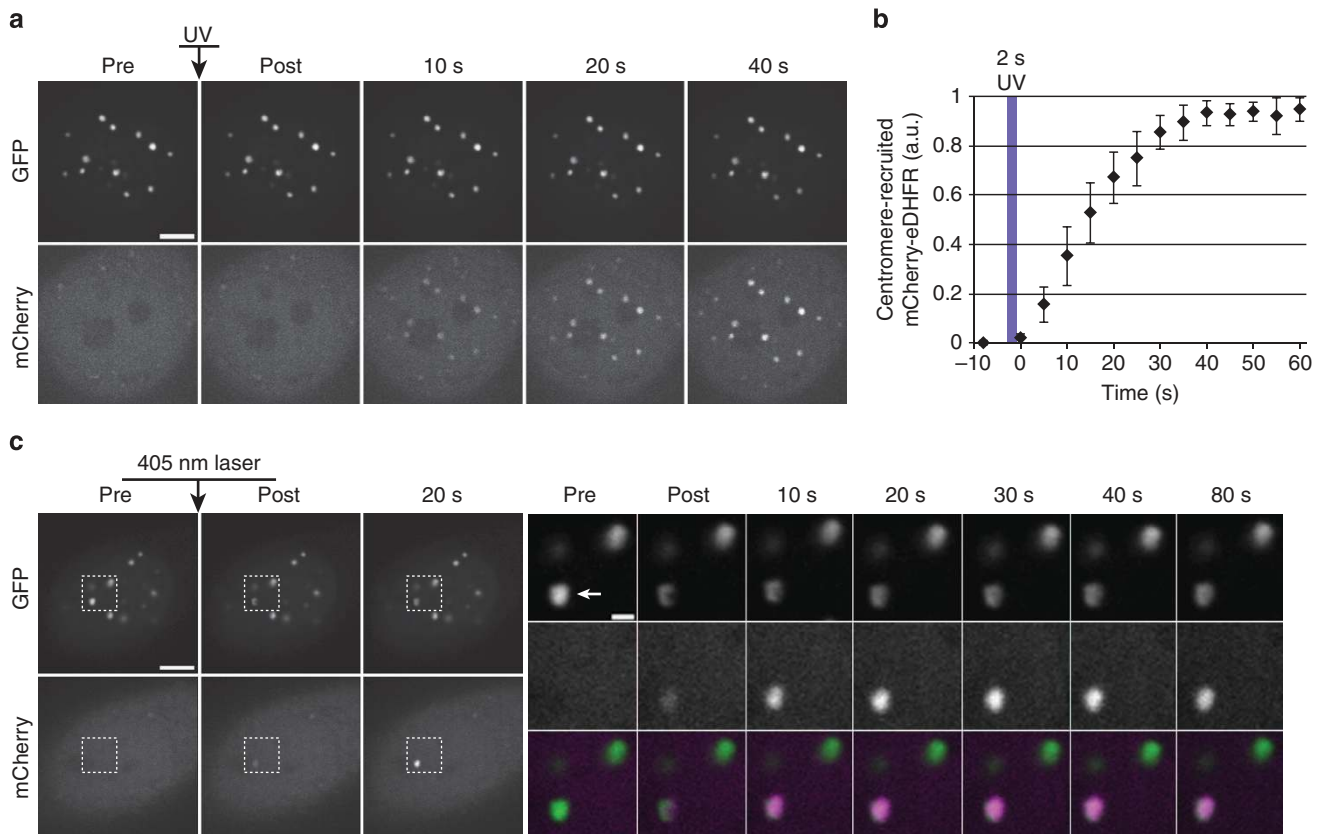 a
UV
Pre Post 10 s 20 s 40 s
GFP
mCherry
b
2 s
UV
Centromere-recruited
mCherry-eDHFR (a.u.)
1
0.8
0.6
0.4
0.2
0
–10 0 10 20 30 40 50 60
Time (s)
c
405 nm laser
Pre Post 20 s
Pre Post 10 s 20 s 30 s 40 s 80 s
GFP
mCherry